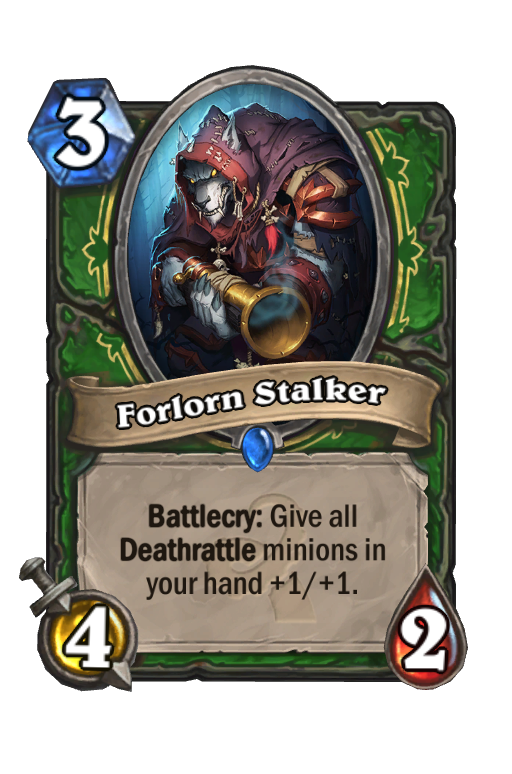 3
Forlorn Stalker
Battlecry: Give all
Deathrattle minions in
your hand +1/+1.
4
2